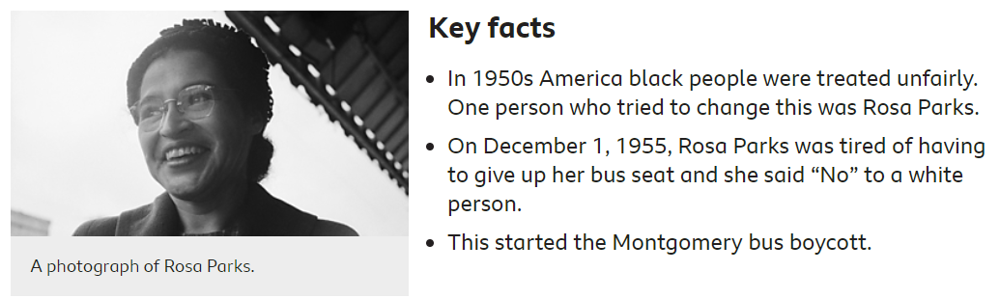 Key facts
In 1950s America black people were treated unfairly.
One person who tried to change this was Rosa Parks.
On December 1, 1955, Rosa Parks was tired of having
to give up her bus seat and she said “No” to a white
person.
This started the Montgomery bus boycott.
A photograph of Rosa Parks.